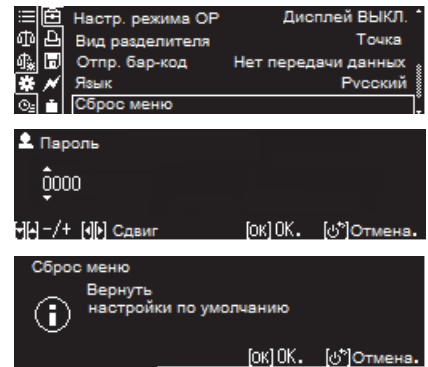 Настр. режима ОР Дисплей ВЫКЛ.
Вид разделителя Точка
Отпр. бар-код Нет передачи данных
Язык Русский
Сброс меню
Пароль
0000
−/+ Сдвиг [OK]OK. Отмена.
Сброс меню
Вернуть
настройки по умолчанию
[OK]OK. Отмена.